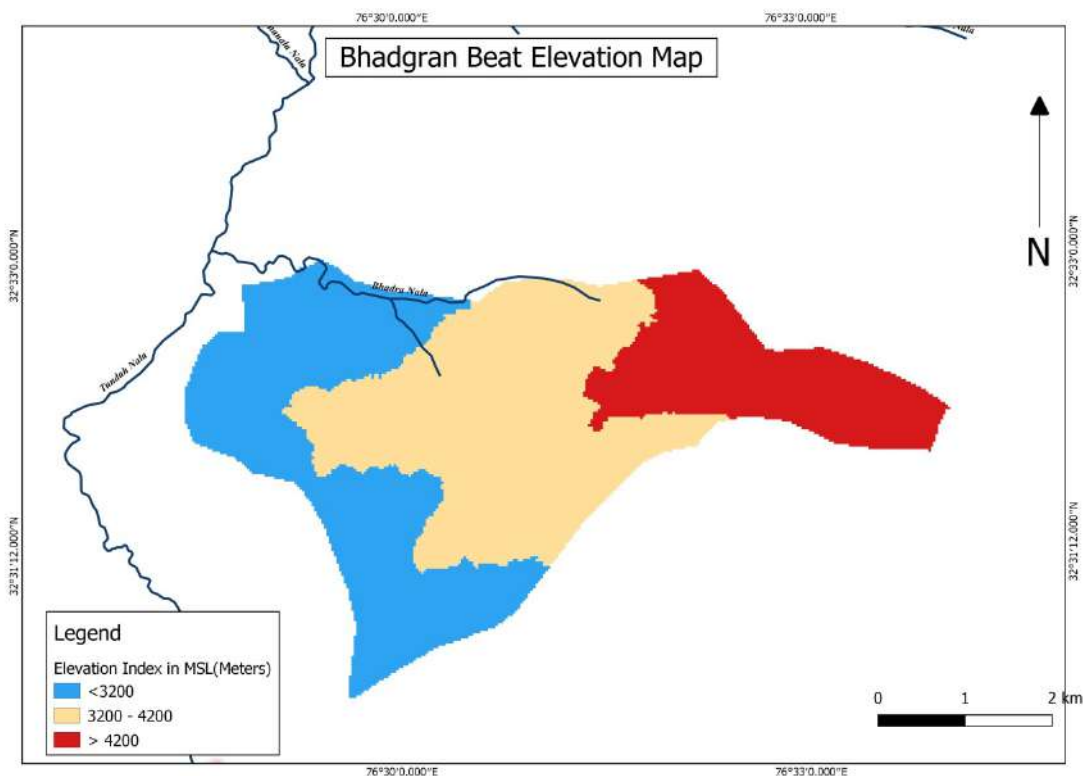 76°30'0.000"E
76°33'0.000"E
Nala
Bhadgran Beat Elevation Map
32°33'0.000"N
32°33'0.000"N
N
Bhadra Nala
Tundah Nala
32°31'12.000"N
32°31'12.000"N
Legend
Elevation Index in MSL(Meters)
<3200
3200 - 4200
> 4200
0 1 2 km
76°30'0.000"E
76°33'0.000"E